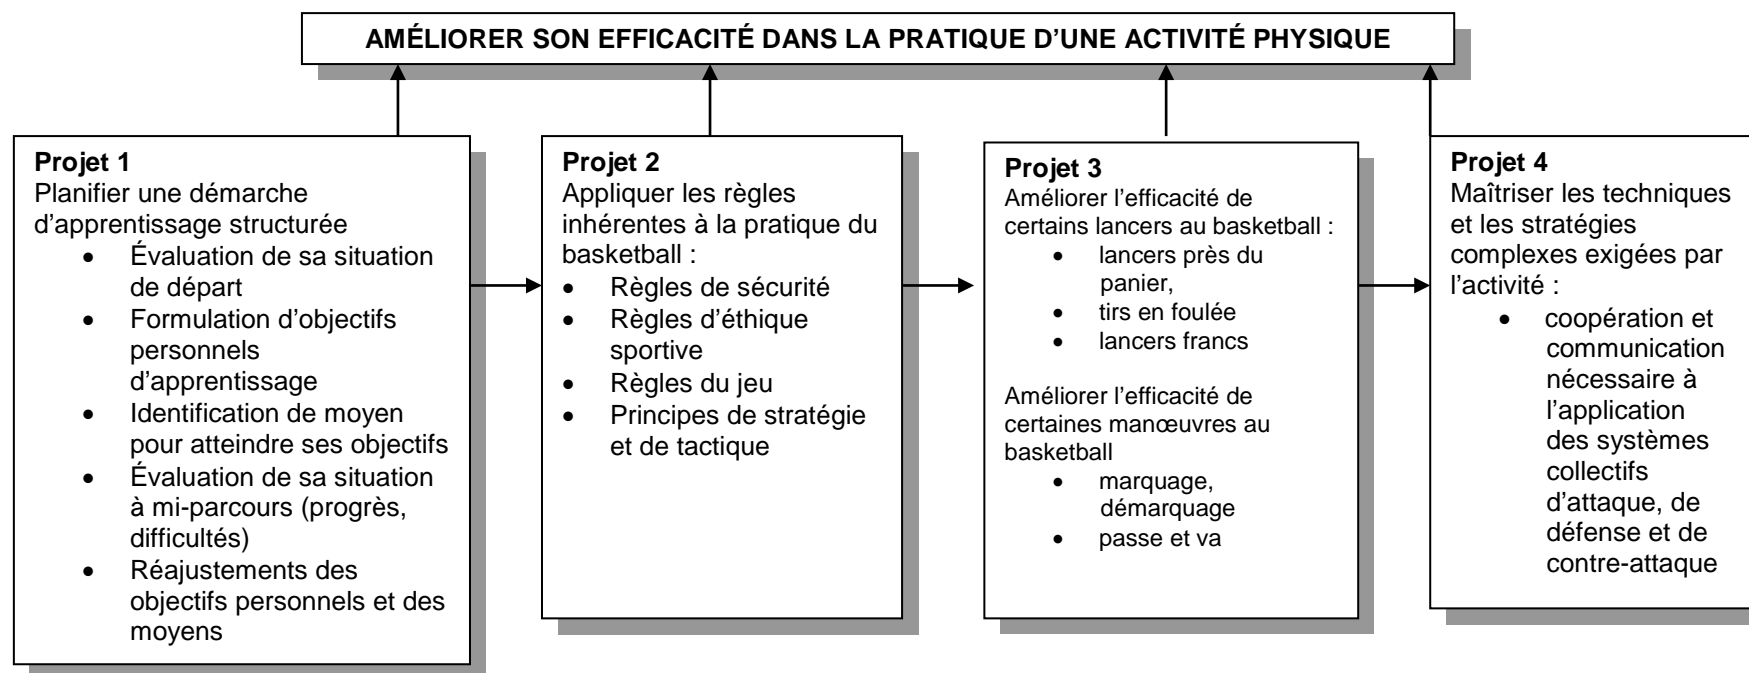 AMÉLIORER SON EFFICACITÉ DANS LA PRATIQUE D’UNE ACTIVITÉ PHYSIQUE
Projet 1
Planifier une démarche
d’apprentissage structurée
• Évaluation de sa situation
de départ
• Formulation d’objectifs
personnels
d’apprentissage
• Identification de moyen
pour atteindre ses objectifs
• Évaluation de sa situation
à mi-parcours (progrès,
difficultés)
• Réajustements des
objectifs personnels et des
moyens
Projet 2
Appliquer les règles
inhérentes à la pratique du
basketball :
• Règles de sécurité
• Règles d’éthique
sportive
• Règles du jeu
• Principes de stratégie
et de tactique
Projet 3
Améliorer l’efficacité de
certains lancers au basketball :
• lancers près du
panier,
• tirs en foulée
• lancers francs
Améliorer l’efficacité de
certaines manœuvres au
basketball
• marquage,
démarquage
• passe et va
Projet 4
Maîtriser les techniques
et les stratégies
complexes exigées par
l’activité :
• coopération et
communication
nécessaire à
l’application
des systèmes
collectifs
d’attaque, de
défense et de
contre-attaque